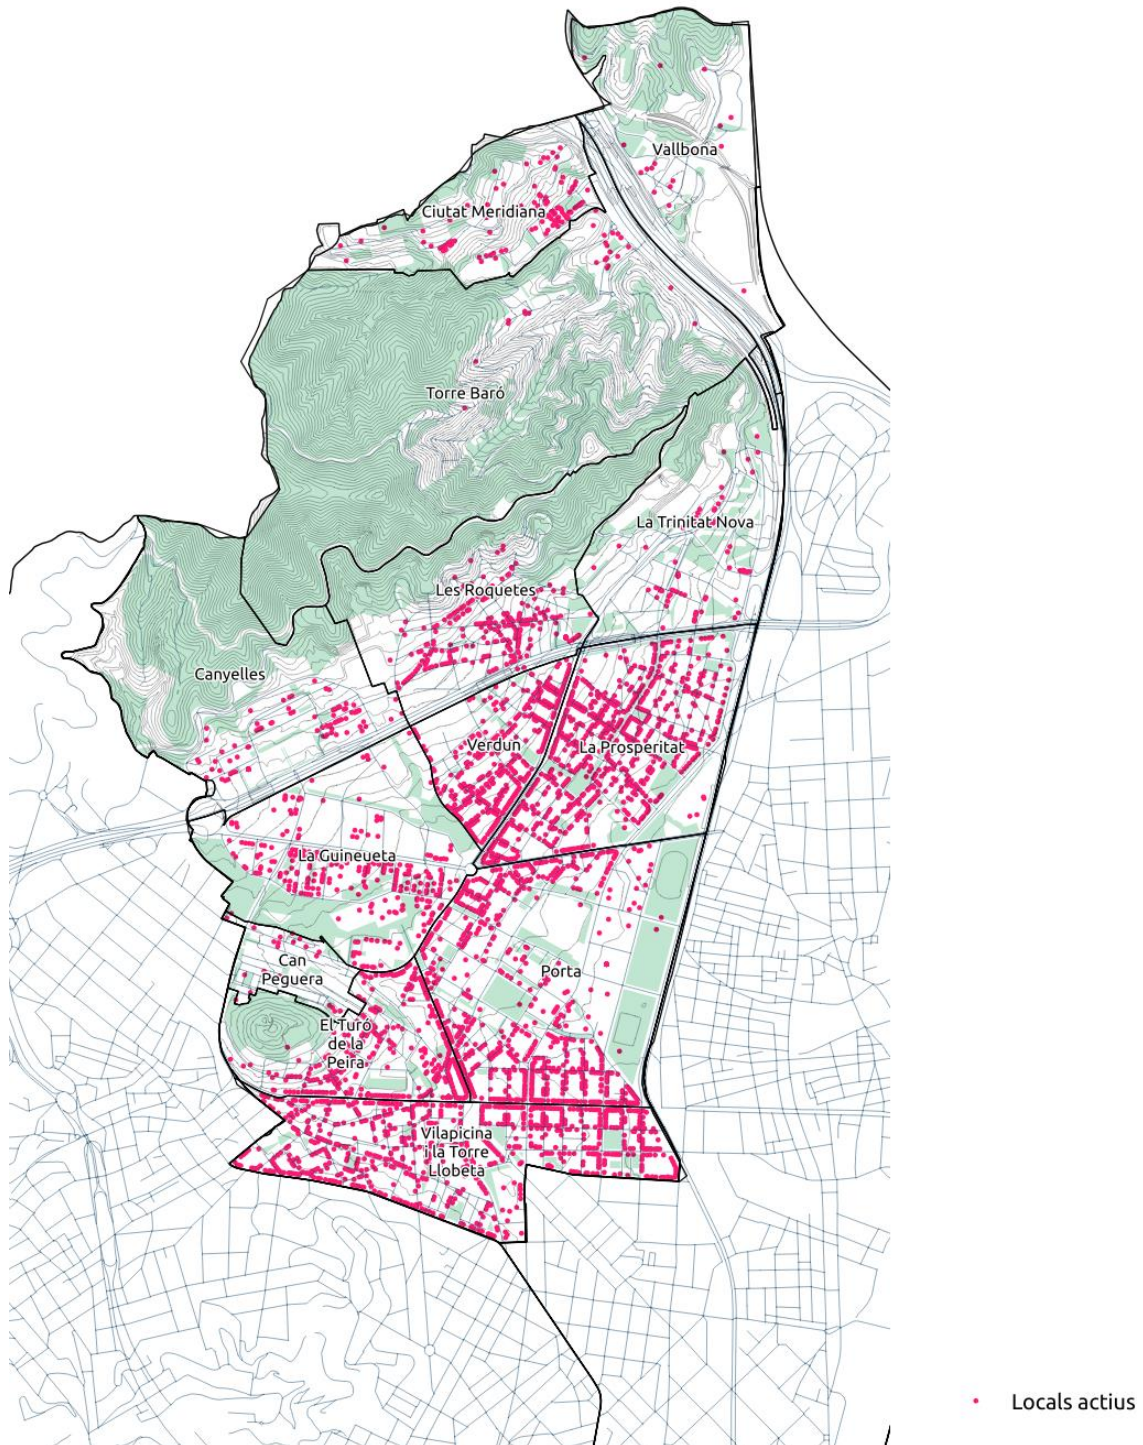 Vallbona
Ciutat Meridiana
Torre Baró
La Trinitat Nova
Les Roquetes
Canyelles
Verdun
La Prosperitat
La Guineueta
Can
Peguera
Porta
El Turó
de la
Peira
Vilapicina
i la Torre
Llobeta
Locals actius